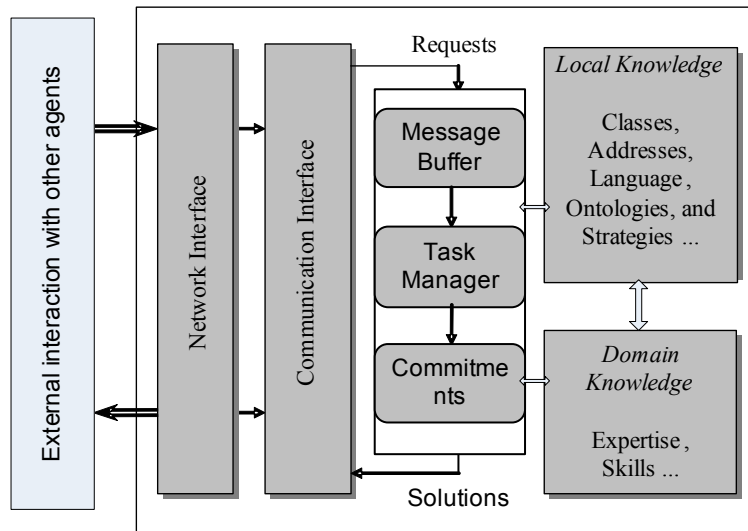 External interaction with other agents
Network Interface
Communication Interface
Requests
Message
Buffer
Task
Manager
Commitme
nts
Solutions
Local Knowledge
Classes,
Addresses,
Language ,
Ontologies, and
Strategies ...
Domain
Knowledge
Expertise ,
Skills ...